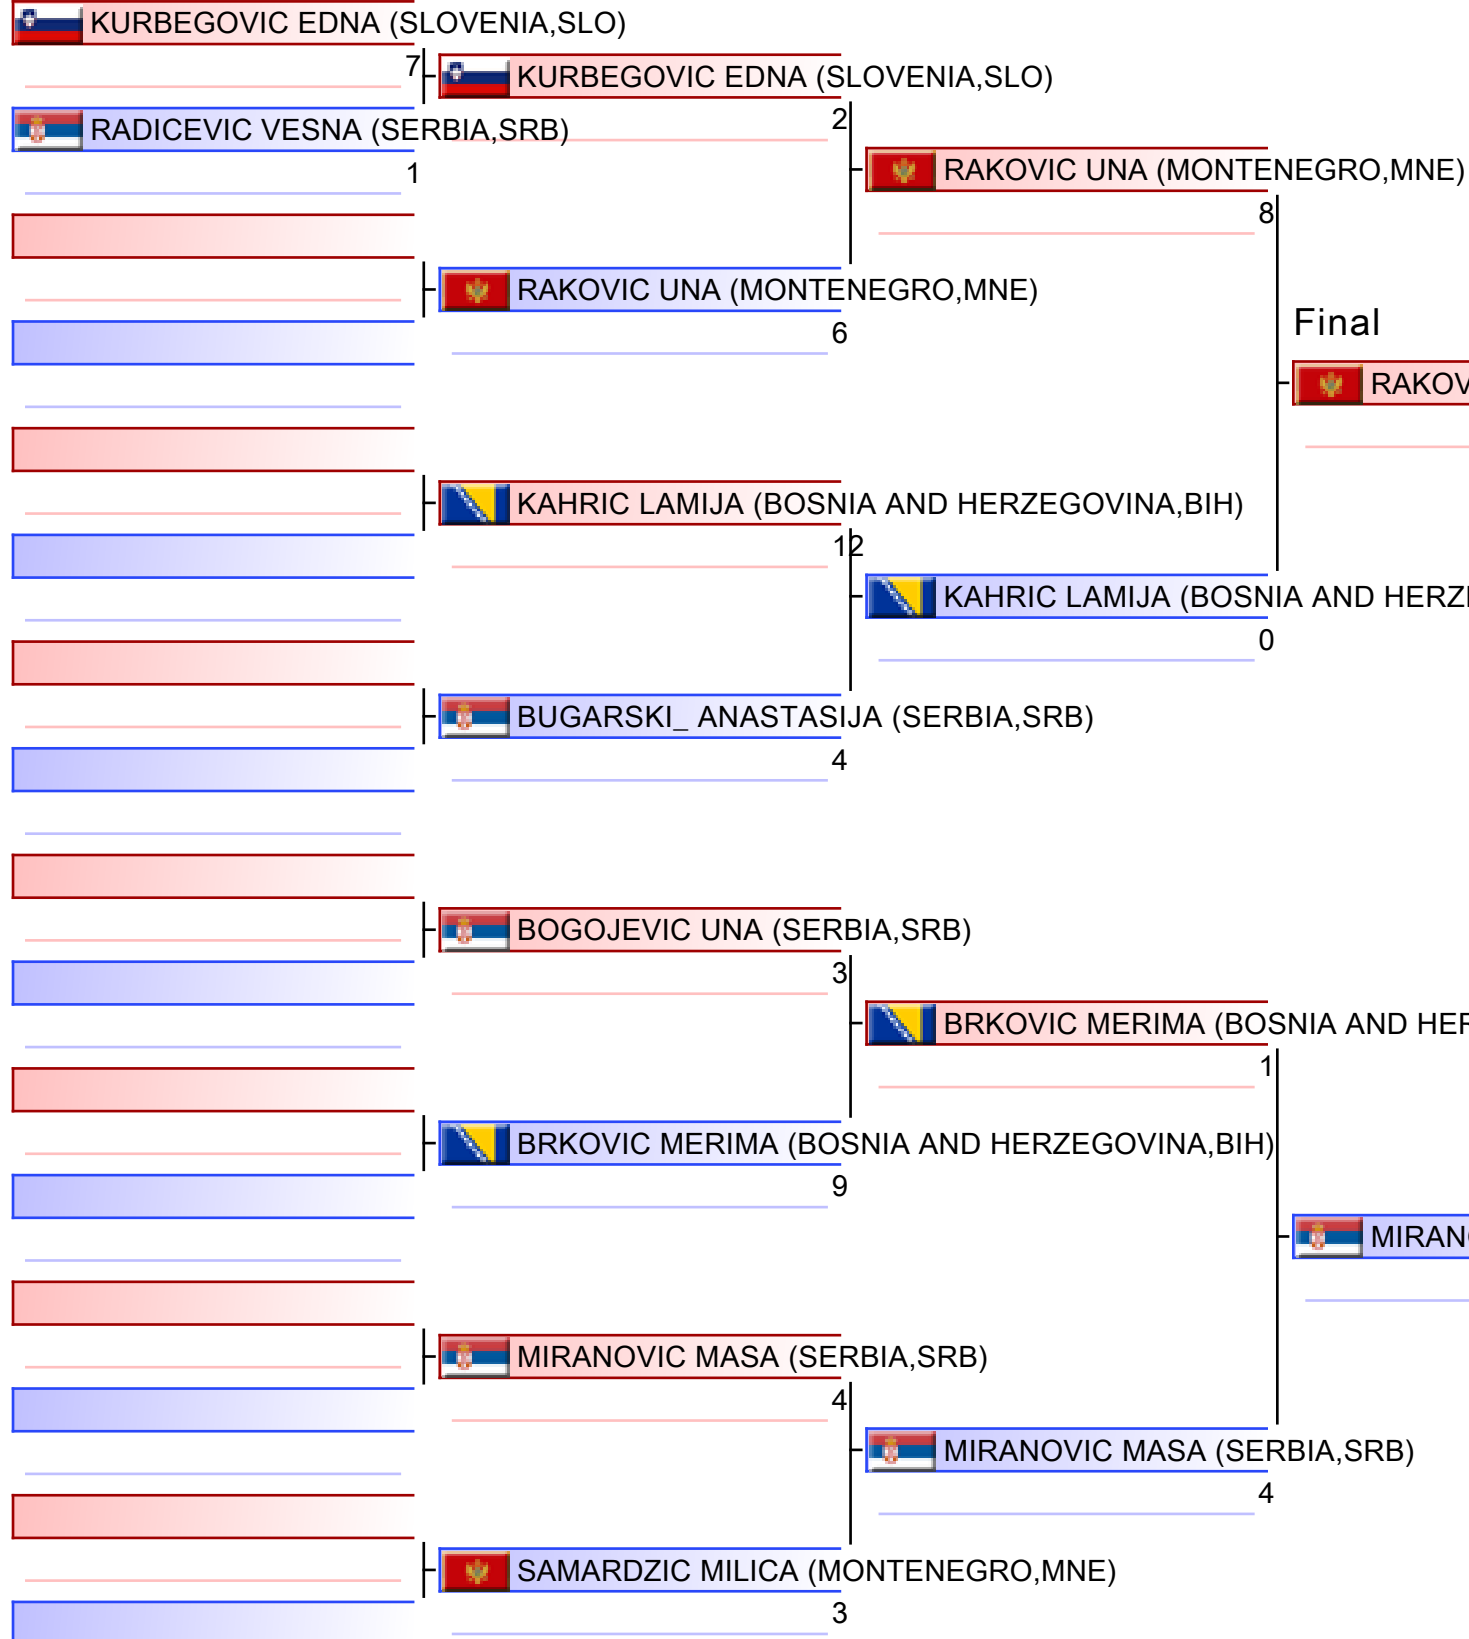 KURBEGOVIC EDNA (SLOVENIA,SLO)
7
RADICEVIC VESNA (SERBIA,SRB)
1
KURBEGOVIC EDNA (SLOVENIA,SLO)
2
RAKOVIC UNA (MONTENEGRO,MNE)
6
KAHRIC LAMIJA (BOSNIA AND HERZEGOVINA,BIH)
12
BUGARSKI_ ANASTASIJA (SERBIA,SRB)
4
BOGOJEVIC UNA (SERBIA,SRB)
3
BRKOVIC MERIMA (BOSNIA AND HERZEGOVINA,BIH)
9
MIRANOVIC MASA (SERBIA,SRB)
4
SAMARDZIC MILICA (MONTENEGRO,MNE)
3
RAKOVIC UNA (MONTENEGRO,MNE)
8
KAHRIC LAMIJA (BOSNIA AND HERZ
0
BRKOVIC MERIMA (BOSNIA AND HER
1
MIRANOVIC MASA (SERBIA,SRB)
4
Final
RAKOV
MIRAN